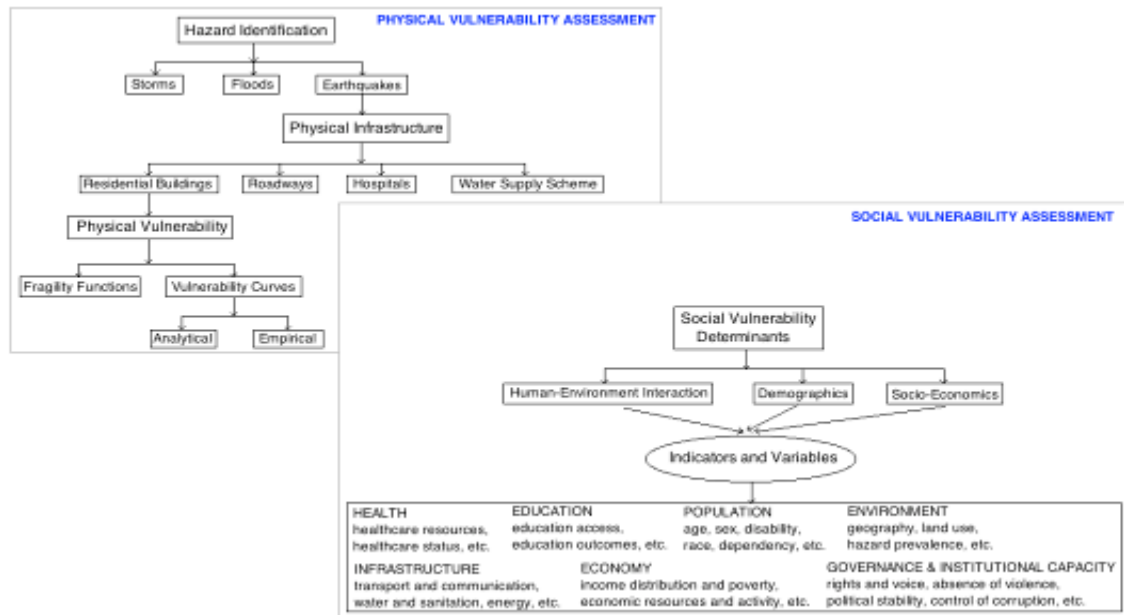 PHYSICAL VULNERABILITY ASSESSMENT
Hazard Identification
Storms
Floods
Earthquakes
Physical Infrastructure
Residential Buildings
Roadways
Hospitals
Water Supply Scheme
Physical Vulnerability
Fragility Functions
Vulnerability Curves
Analytical
Empirical
SOCIAL VULNERABILITY ASSESSMENT
Social Vulnerability
Determinants
Human-Environment Interaction
Demographics
Socio-Economics
Indicators and Variables
HEALTH
healthcare resources,
healthcare status, etc.
EDUCATION
education access,
education outcomes, etc.
POPULATION
age, sex, disability,
race, dependency, etc.
ENVIRONMENT
geography, land use,
hazard prevalence, etc.
INFRASTRUCTURE
transport and communication,
water and sanitation, energy, etc.
ECONOMY
income distribution and poverty,
economic resources and activity, etc.
GOVERNANCE & INSTITUTIONAL CAPACITY
rights and voice, absence of violence,
political stability, control of corruption, etc.